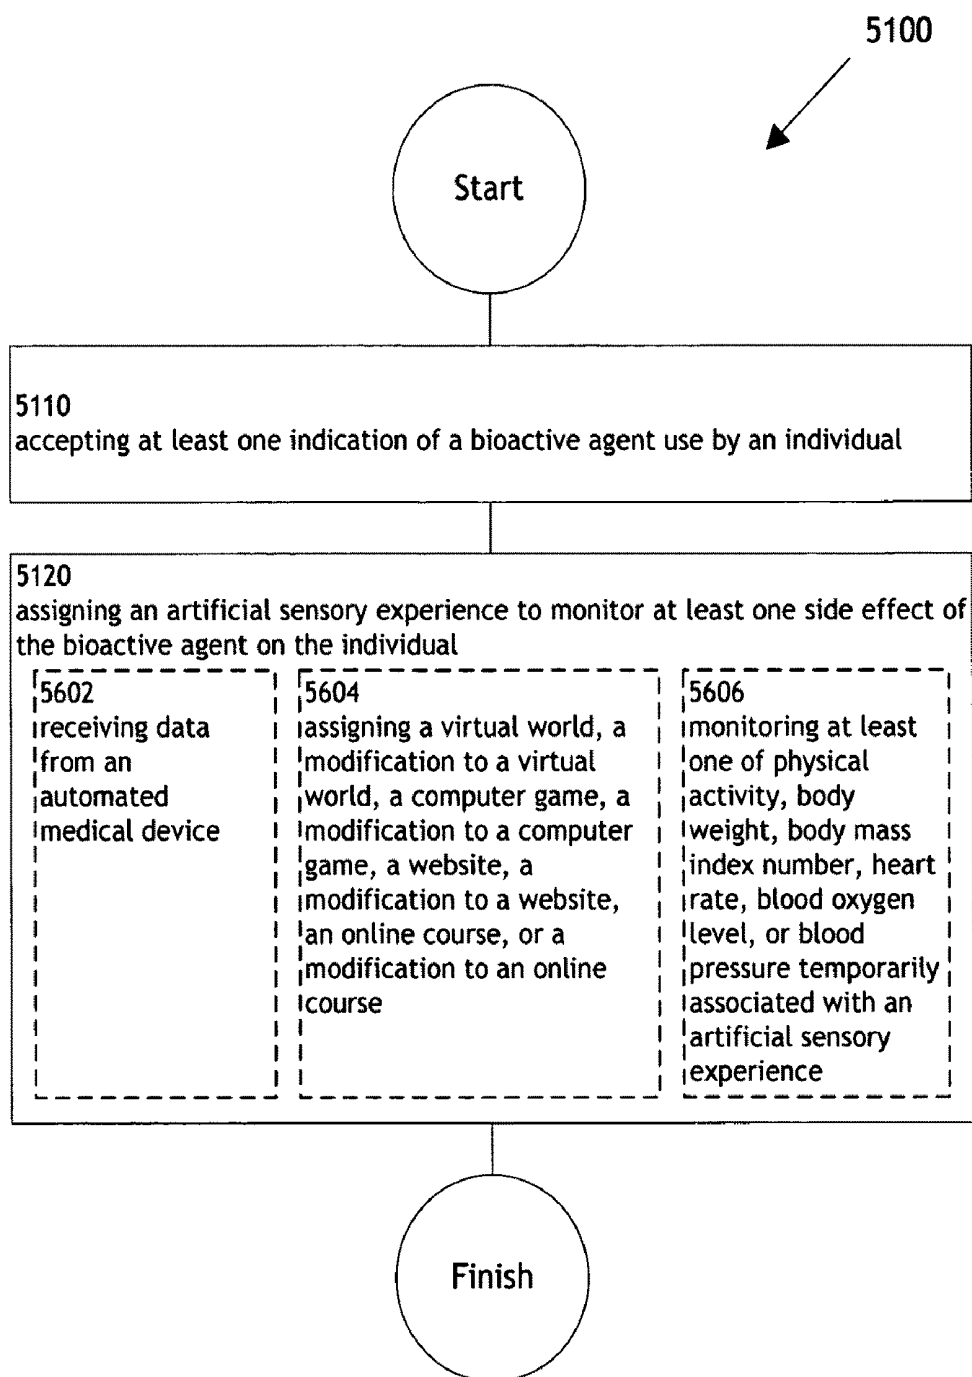 5100
Start
5110
accepting at least one indication of a bioactive agent use by an individual
5120
assigning an artificial sensory experience to monitor at least one side effect of
the bioactive agent on the individual
5602
receiving data
from an
automated
medical device
5604
assigning a virtual world, a
modification to a virtual
world, a computer game, a
modification to a computer
game, a website, a
modification to a website,
an online course, or a
modification to an online
course
5606
monitoring at least
one of physical
activity, body
weight, body mass
index number, heart
rate, blood oxygen
level, or blood
pressure temporarily
associated with an
artificial sensory
experience
Finish